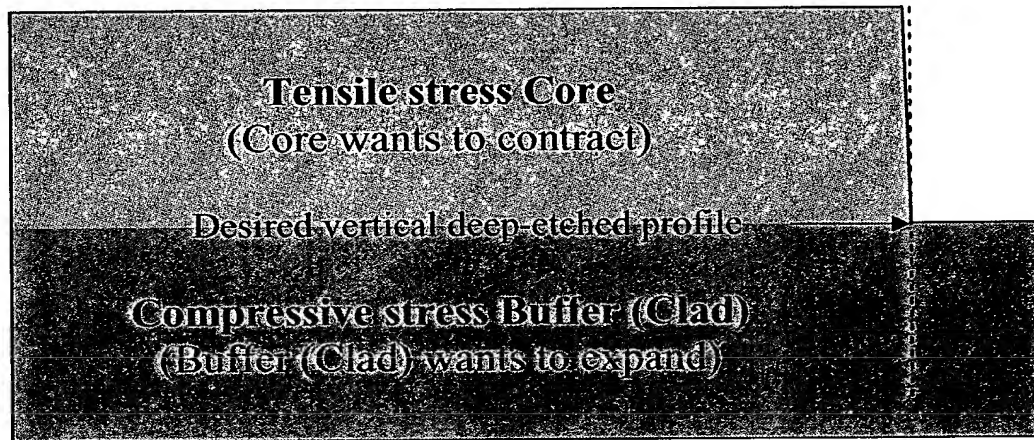 Tensile stress Core
(Core wants to contract)
Desired vertical deep-etched profile
Compressive stress Buffer (Clad)
(Buffer (Clad) wants to expand)